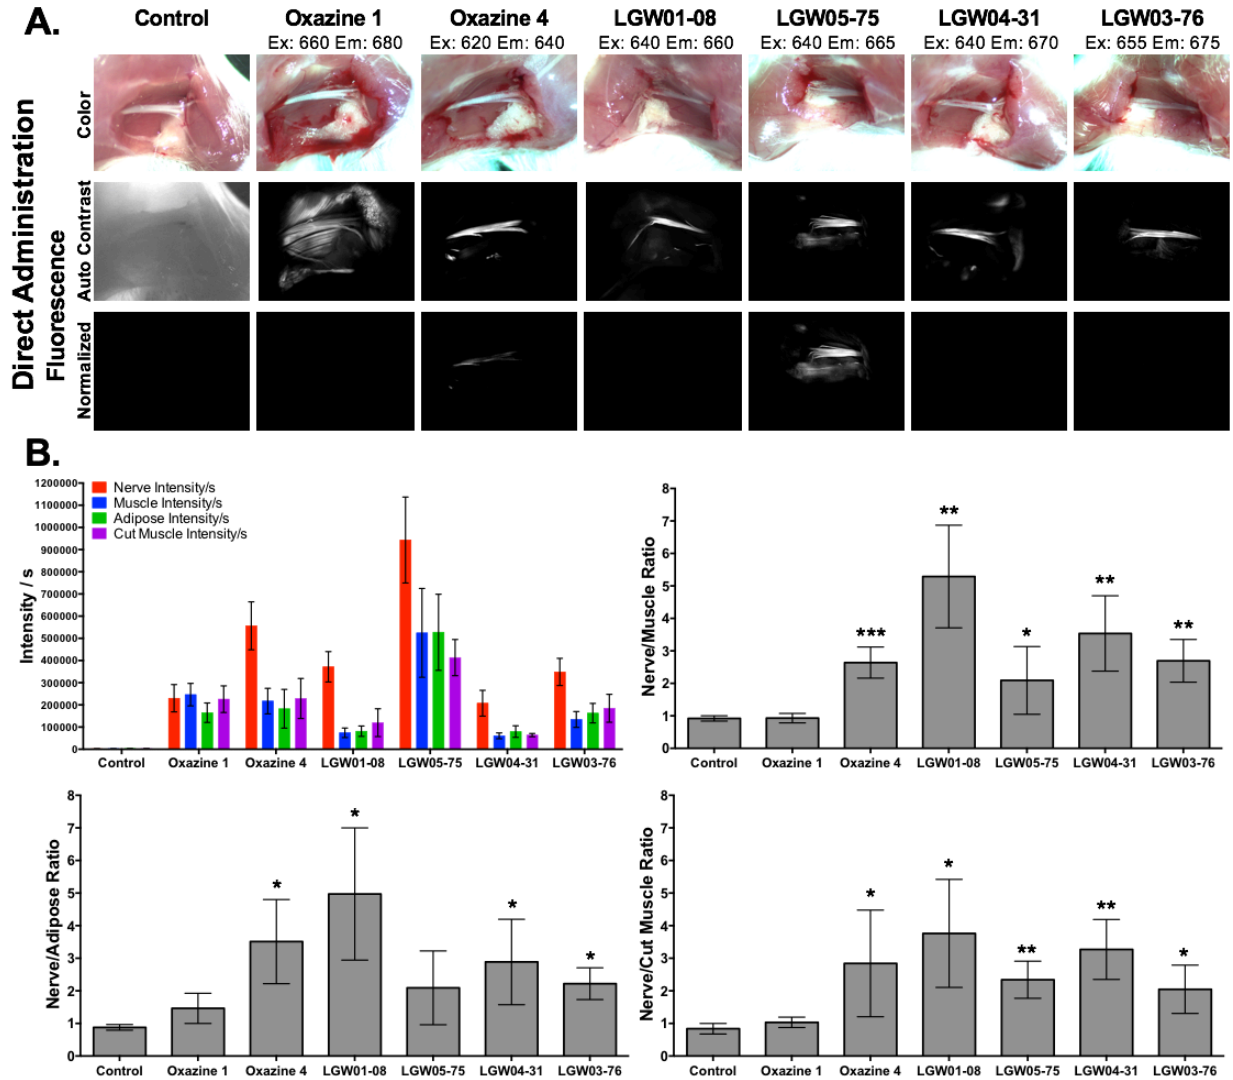 A.
Control Oxazine 1 Oxazine 4 LGW01-08 LGW05-75 LGW04-31 LGW03-76
Ex: 660 Em: 680 Ex: 620 Em: 640 Ex: 640 Em: 660 Ex: 640 Em: 665 Ex: 640 Em: 670 Ex: 655 Em: 675
Direct Administration
Fluorescence
Color
Auto Contrast
Normalized
B.
Intensity / s
1200000
1100000
1000000
900000
800000
700000
600000
500000
400000
300000
200000
100000
0
Nerve Intensity/s
Muscle Intensity/s
Adipose Intensity/s
Cut Muscle Intensity/s
Control Oxazine 1 Oxazine 4 LGW01-08 LGW05-75 LGW04-31 LGW03-76
Nerve/Muscle Ratio
8
7
6
5
4
3
2
1
0
*** ** * ** **
Control Oxazine 1 Oxazine 4 LGW01-08 LGW05-75 LGW04-31 LGW03-76
Nerve/Adipose Ratio
8
7
6
5
4
3
2
1
0
* * * *
Control Oxazine 1 Oxazine 4 LGW01-08 LGW05-75 LGW04-31 LGW03-76
Nerve/Cut Muscle Ratio
8
7
6
5
4
3
2
1
0
* * ** ** *
Control Oxazine 1 Oxazine 4 LGW01-08 LGW05-75 LGW04-31 LGW03-76